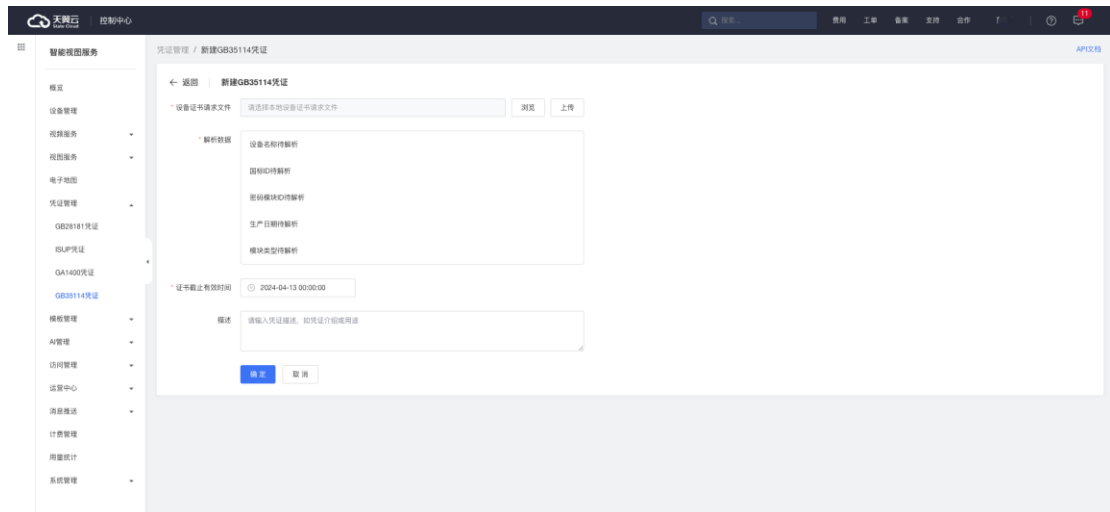 天翼云 State Cloud 控制中心 搜索... 费用 工单 备案 支持 合作 11
智能视图服务
概览
设备管理
视频服务
视图服务
电子地图
凭证管理
GB28181凭证
ISUP凭证
GA1400凭证
GB35114凭证
模板管理
AI管理
访问管理
运营中心
消息推送
计费管理
用量统计
系统管理
凭证管理 / 新建GB35114凭证 API文档
← 返回 新建GB35114凭证
* 设备证书请求文件 请选择本地设备证书请求文件 浏览 上传
* 解析数据
设备名称待解析
国标ID待解析
密码模块ID待解析
生产日期待解析
模块类型待解析
* 证书截止有效时间 2024-04-13 00:00:00
描述 请输入凭证描述，如凭证介绍或用途
确 定 取 消